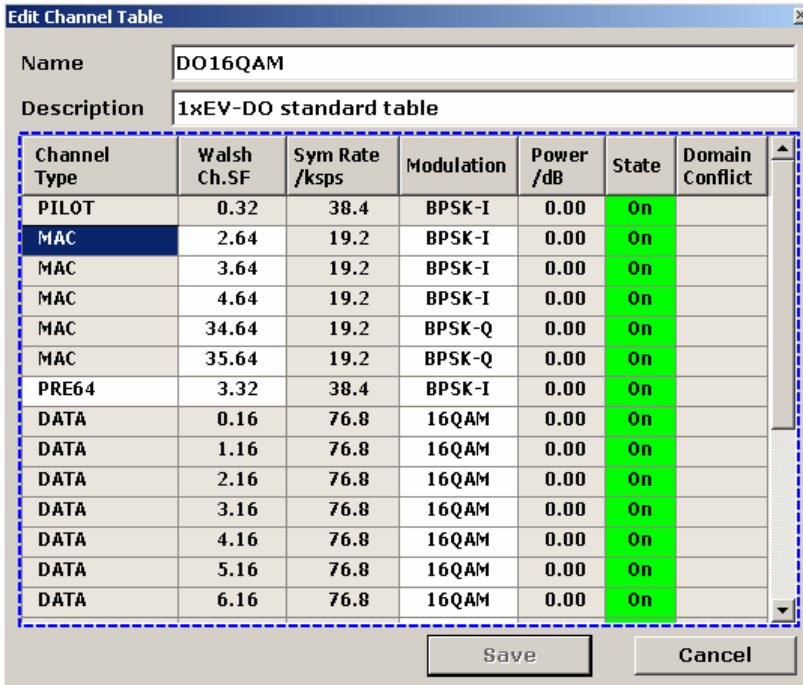 Edit Channel Table
Name DO16QAM
Description 1xEV-DO standard table
Channel Type Walsh Ch.SF Sym Rate /ksps Modulation Power /dB State Domain Conflict
PILOT 0.32 38.4 BPSK-I 0.00 On
MAC 2.64 19.2 BPSK-I 0.00 On
MAC 3.64 19.2 BPSK-I 0.00 On
MAC 4.64 19.2 BPSK-I 0.00 On
MAC 34.64 19.2 BPSK-Q 0.00 On
MAC 35.64 19.2 BPSK-Q 0.00 On
PRE64 3.32 38.4 BPSK-I 0.00 On
DATA 0.16 76.8 16QAM 0.00 On
DATA 1.16 76.8 16QAM 0.00 On
DATA 2.16 76.8 16QAM 0.00 On
DATA 3.16 76.8 16QAM 0.00 On
DATA 4.16 76.8 16QAM 0.00 On
DATA 5.16 76.8 16QAM 0.00 On
DATA 6.16 76.8 16QAM 0.00 On
Save Cancel